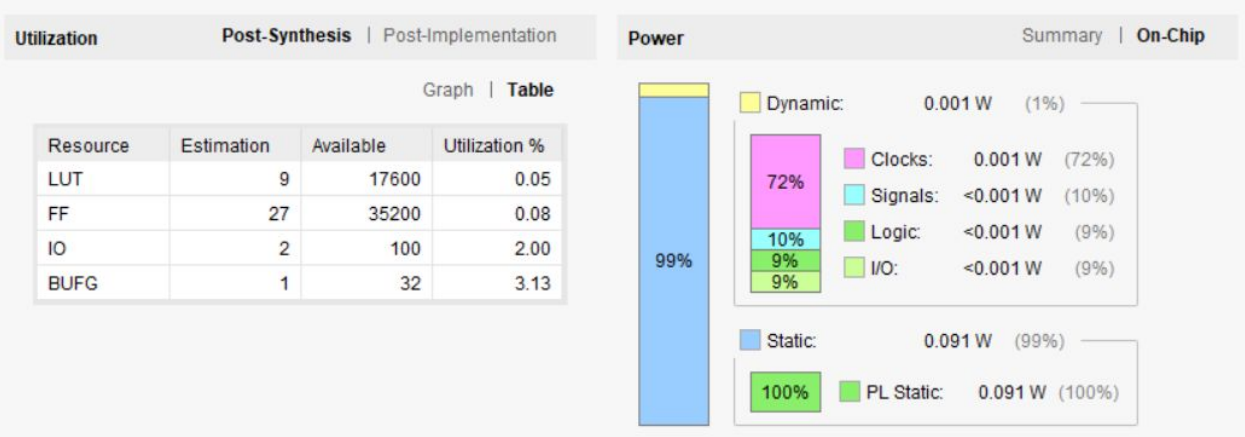 Utilization Post-Synthesis | Post-Implementation
Graph | Table
Resource Estimation Available Utilization %
LUT 9 17600 0.05
FF 27 35200 0.08
IO 2 100 2.00
BUFG 1 32 3.13
Power Summary | On-Chip
99%
Dynamic: 0.001 W (1%)
72%
10%
9%
9%
Clocks: 0.001 W (72%)
Signals: <0.001 W (10%)
Logic: <0.001 W (9%)
I/O: <0.001 W (9%)
Static: 0.091 W (99%)
100% PL Static: 0.091 W (100%)